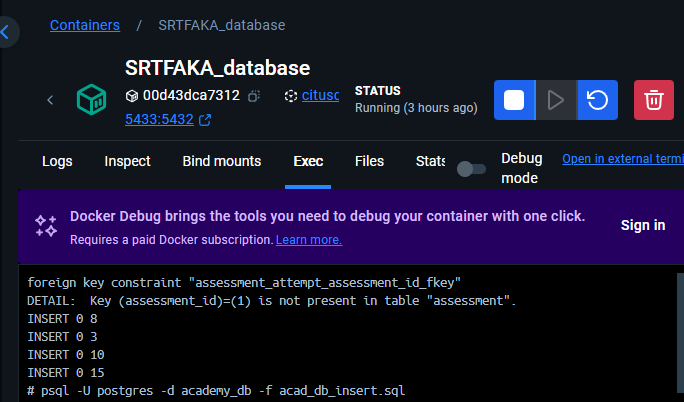 Containers / SRTFAKA_database
SRTFAKA_database
00d43dca7312
5433:5432
STATUS
Running (3 hours ago)
Logs Inspect Bind mounts Exec Files Stats
Debug mode
Open in external termi
Docker Debug brings the tools you need to debug your container with one click.
Requires a paid Docker subscription. Learn more.
Sign in
foreign key constraint "assessment_attempt_assessment_id_fkey"
DETAIL:  Key (assessment_id)=(1) is not present in table "assessment".
INSERT 0 8
INSERT 0 3
INSERT 0 10
INSERT 0 15
# psql -U postgres -d academy_db -f acad_db_insert.sql